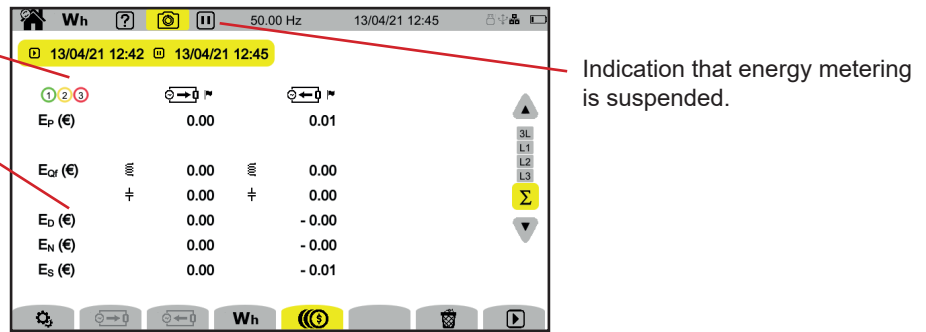 Wh ? 50.00 Hz 13/04/21 12:45
13/04/21 12:42 13/04/21 12:45
Indication that energy metering
is suspended.
1 2 3
EP (€) 0.00 0.01
3L
L1
L2
L3
EQf (€) 0.00 0.00
0.00 0.00
Σ
ED (€) 0.00 - 0.00
EN (€) 0.00 - 0.00
ES (€) 0.00 - 0.01
Wh $